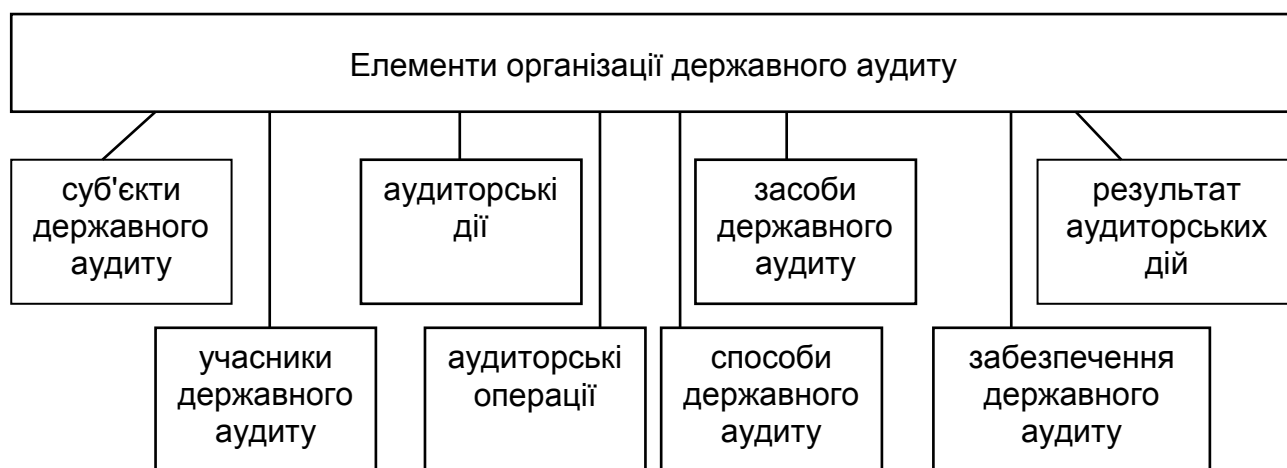 Елементи організації державного аудиту
суб'єкти
державного
аудиту
аудиторські
дії
засоби
державного
аудиту
результат
аудиторських
дій
учасники
державного
аудиту
аудиторські
операції
способи
державного
аудиту
забезпечення
державного
аудиту